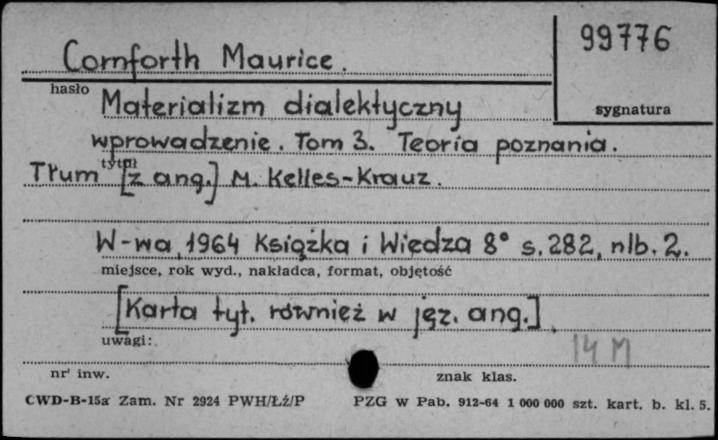 99776
Cornforth Maurice.
hasło
sygnatura
Materializm dialektyczny
wprowadzenie. Tom 3. Teoria poznania.
tytuł
Tłum [z ang.] M. Kelles-Krauz.
W-wa, 1964 Książka i Wiedza 8° s. 282, nlb. 2.
miejsce, rok wyd., nakładca, format, objętość
[Karta tyt. również w jęz. ang.]
uwagi:
14 M
nr inw.
znak klas.
CWD-B-15a Zam. Nr 2924 PWH/Łź/P PZG w Pab. 912-64 1 000 000 szt. kart. b. kl. 5.